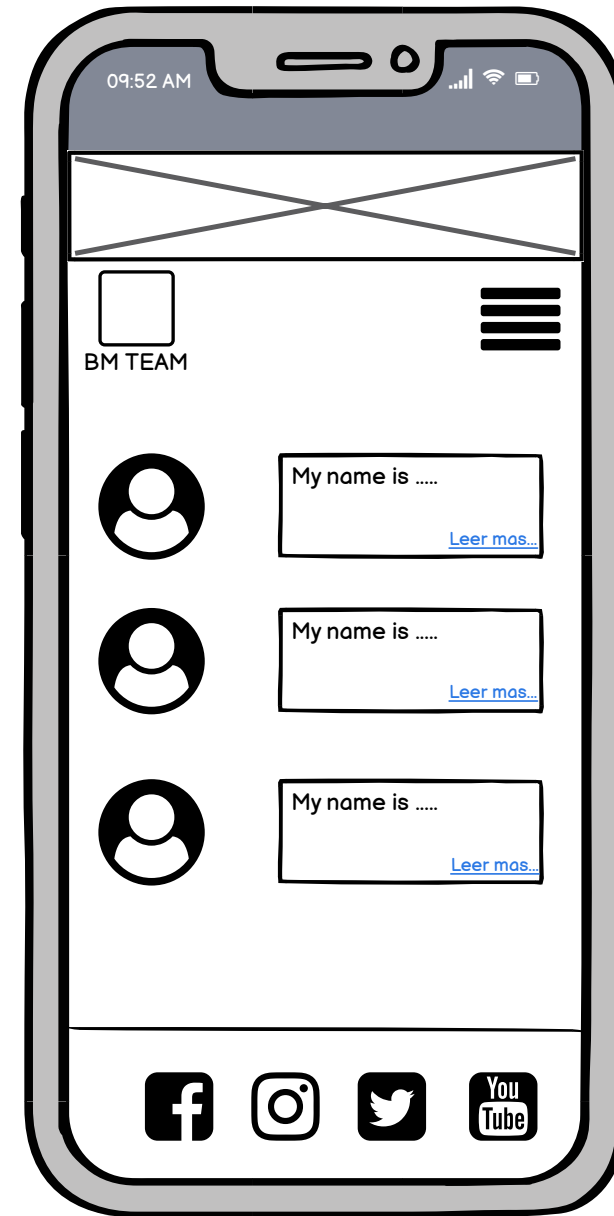 09:52 AM
BM TEAM
My name is .....
Leer mas...
My name is .....
Leer mas...
My name is .....
Leer mas...
You
Tube